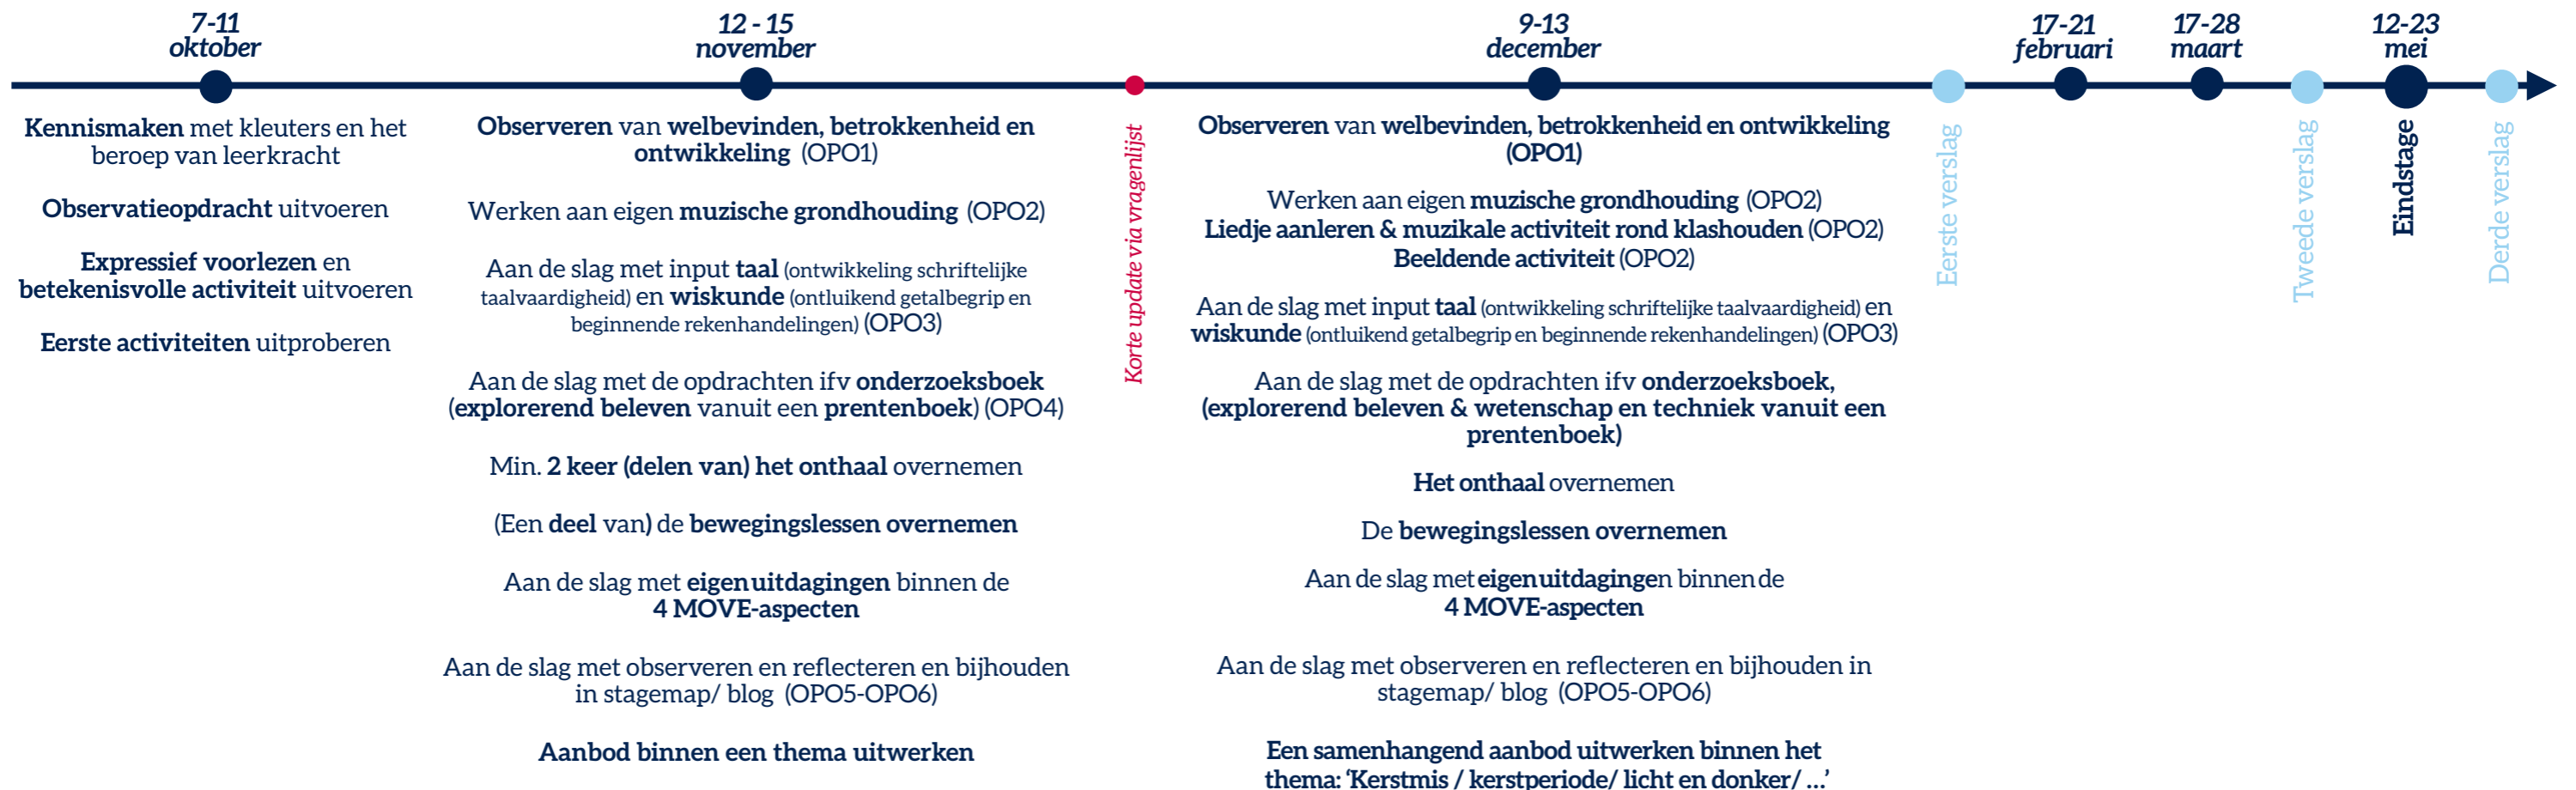 7-11
oktober
Kennismaken met kleuters en het
beroep van leerkracht
Observatieopdracht uitvoeren
Expressief voorlezen en
betekenisvolle activiteit uitvoeren
Eerste activiteiten uitproberen
12 - 15
november
Observeren van welbevinden, betrokkenheid en
ontwikkeling (OPO1)
Werken aan eigen muzische grondhouding (OPO2)
Aan de slag met input taal (ontwikkeling schriftelijke
taalvaardigheid) en wiskunde (ontluikend getalbegrip en
beginnende rekenhandelingen) (OPO3)
Aan de slag met de opdrachten ifv onderzoeksboek
(explorerend beleven vanuit een prentenboek) (OPO4)
Min. 2 keer (delen van) het onthaal overnemen
(Een deel van) de bewegingslessen overnemen
Aan de slag met eigen uitdagingen binnen de
4 MOVE-aspecten
Aan de slag met observeren en reflecteren en bijhouden
in stagemap/ blog (OPO5-OPO6)
Aanbod binnen een thema uitwerken
Korte update via vragenlijst
9-13
december
Observeren van welbevinden, betrokkenheid en ontwikkeling
(OPO1)
Werken aan eigen muzische grondhouding (OPO2)
Liedje aanleren & muzikale activiteit rond klashouden (OPO2)
Beeldende activiteit (OPO2)
Aan de slag met input taal (ontwikkeling schriftelijke taalvaardigheid) en
wiskunde (ontluikend getalbegrip en beginnende rekenhandelingen) (OPO3)
Aan de slag met de opdrachten ifv onderzoeksboek,
(explorerend beleven & wetenschap en techniek vanuit een
prentenboek)
Het onthaal overnemen
De bewegingslessen overnemen
Aan de slag met eigen uitdagingen binnen de
4 MOVE-aspecten
Aan de slag met observeren en reflecteren en bijhouden in
stagemap/ blog (OPO5-OPO6)
Een samenhangend aanbod uitwerken binnen het
thema: ‘Kerstmis / kerstperiode/ licht en donker/ ...’
Eerste verslag
17-21
februari
17-28
maart
Tweede verslag
12-23
mei
Eindstage
Derde verslag